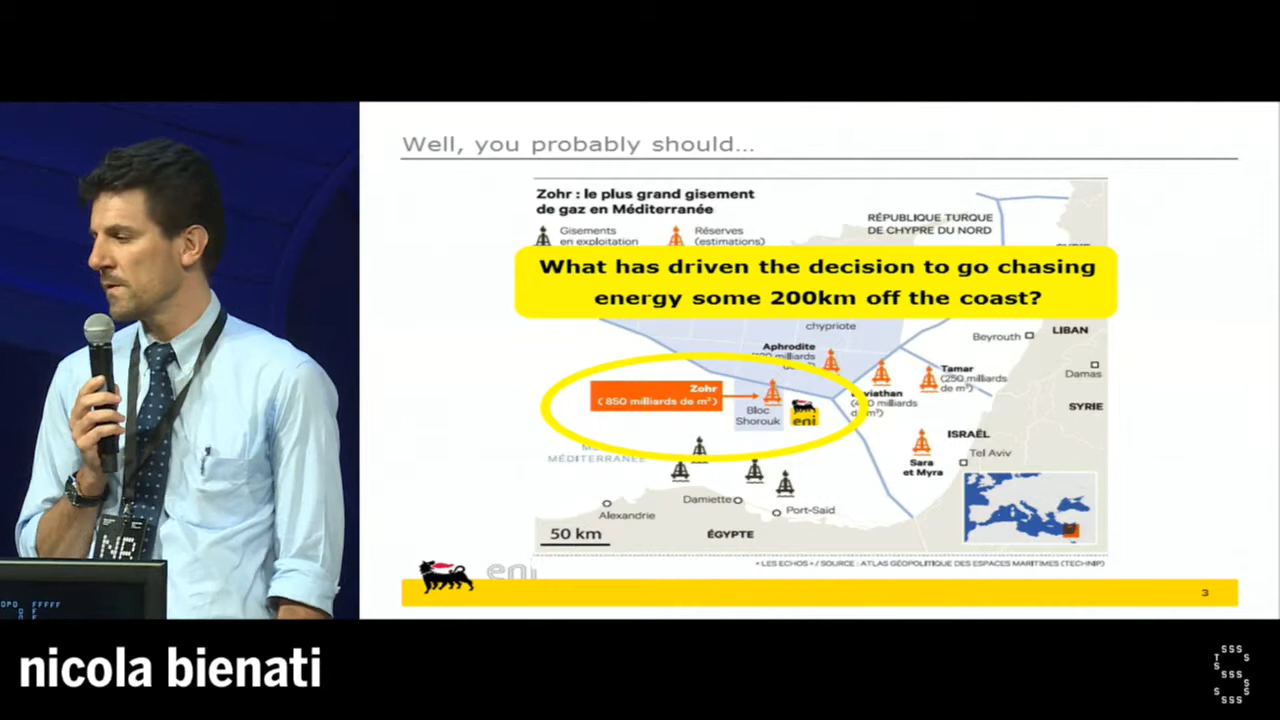 Well, you probably should...
Zohr : le plus grand gisement
de gaz en Méditerranée
Gisements
en exploitation
Réserves
(estimations)
RÉPUBLIQUE TURQUE
DE CHYPRE DU NORD
What has driven the decision to go chasing
energy some 200km off the coast?
chypriote
Beyrouth
LIBAN
Aphrodite
milliards
Damas
Tamar
(250 milliards
de m³)
Zohr
( 850 milliards de m³)
milliards
SYRIE
Bloc
Shorouk
eni
ISRAËL
Tel Aviv
Sara
et Myra
MÉDITERRANÉE
Damiette
Port-Saïd
Alexandrie
50 km
ÉGYPTE
« LES ECHOS » / SOURCE : ATLAS GÉOPOLITIQUE DES ESPACES MARITIMES (TECHNIP)
eni
3
NR
nicola bienati